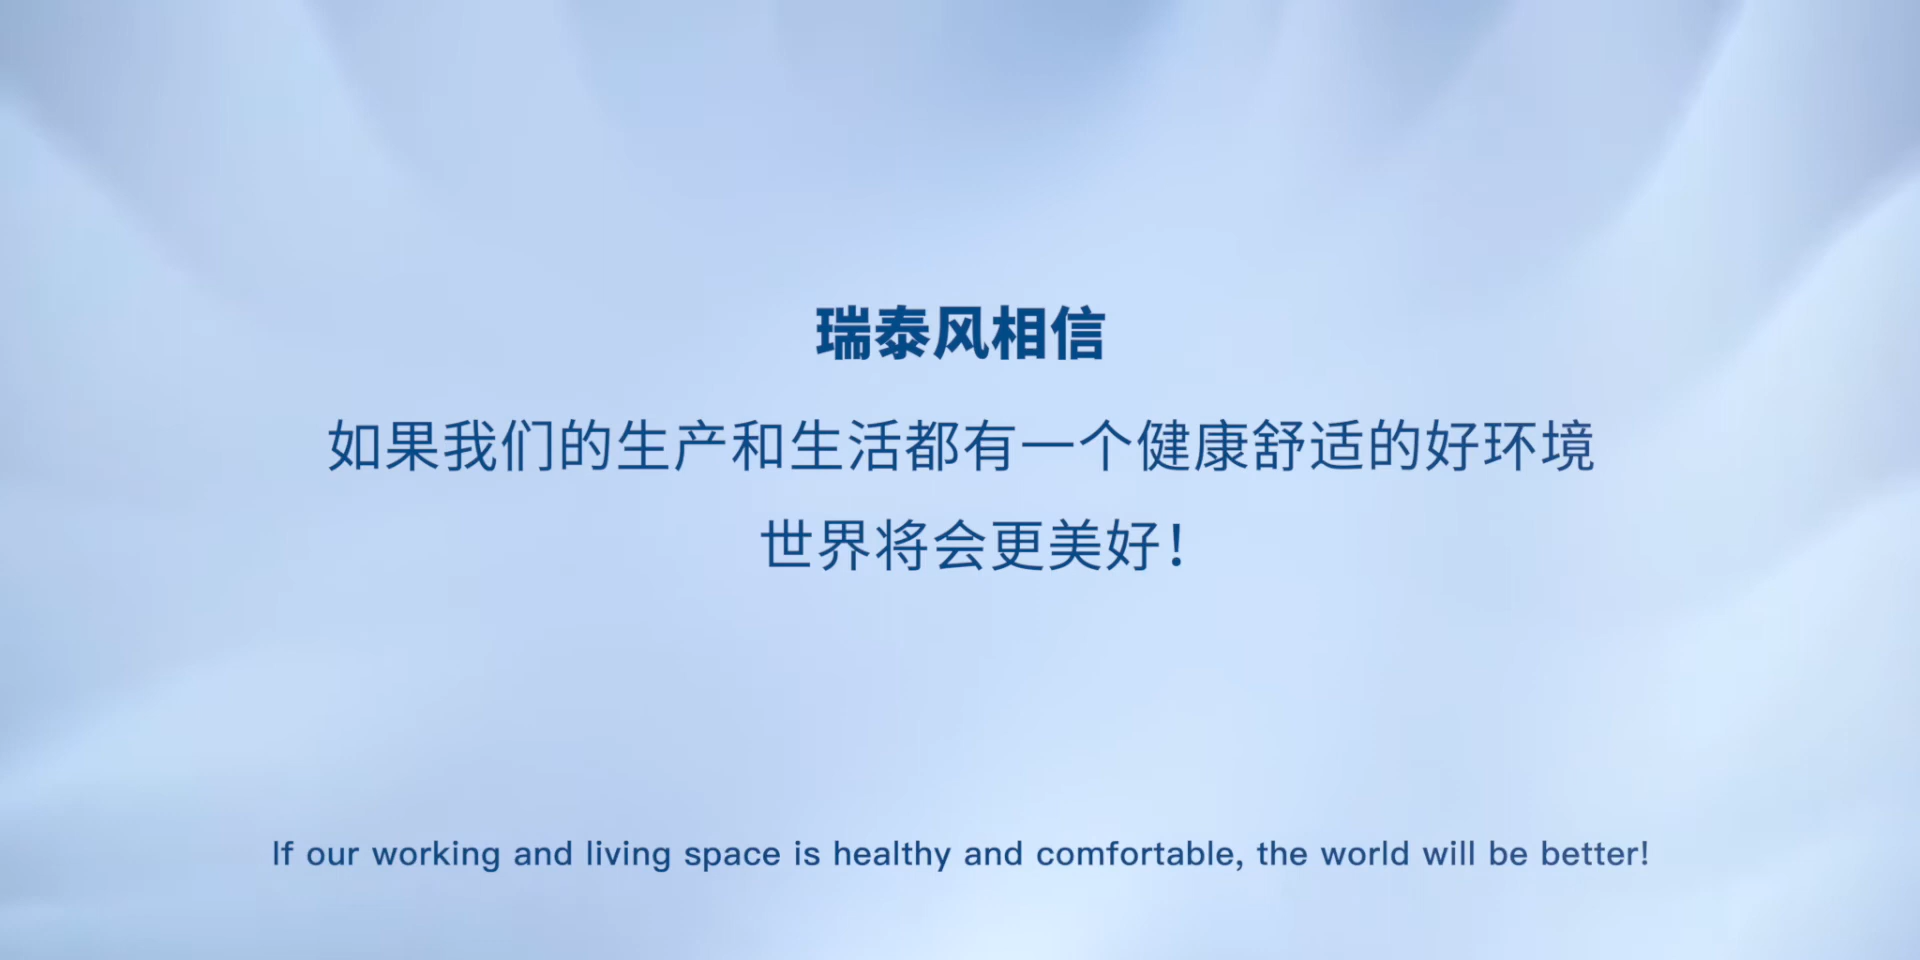 瑞泰风相信
如果我们的生产和生活都有一个健康舒适的好环境
世界将会更美好！
If our working and living space is healthy and comfortable, the world will be better!